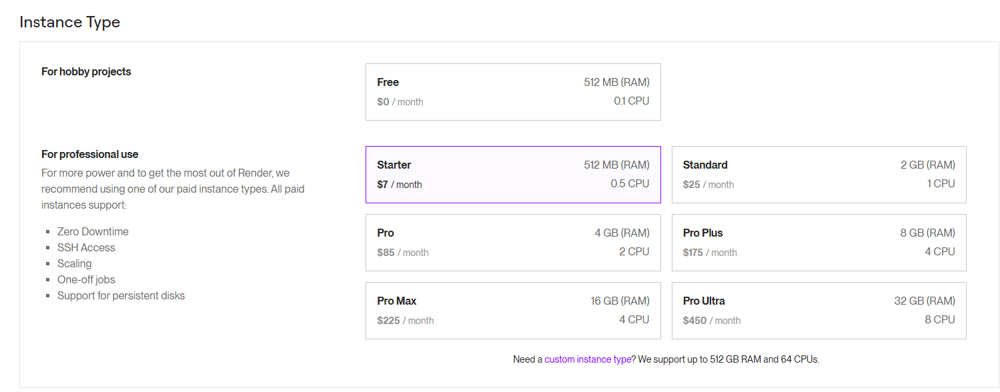 Instance Type
For hobby projects
Free
512 MB (RAM)
$0 / month
0.1 CPU
For professional use
For more power and to get the most out of Render, we
recommend using one of our paid instance types. All paid
instances support:
Zero Downtime
SSH Access
Scaling
One-off jobs
Support for persistent disks
Starter
512 MB (RAM)
$7 / month
0.5 CPU
Standard
2 GB (RAM)
$25 / month
1 CPU
Pro
4 GB (RAM)
$85 / month
2 CPU
Pro Plus
8 GB (RAM)
$175 / month
4 CPU
Pro Max
16 GB (RAM)
$225 / month
4 CPU
Pro Ultra
32 GB (RAM)
$450 / month
8 CPU
Need a custom instance type? We support up to 512 GB RAM and 64 CPUs.